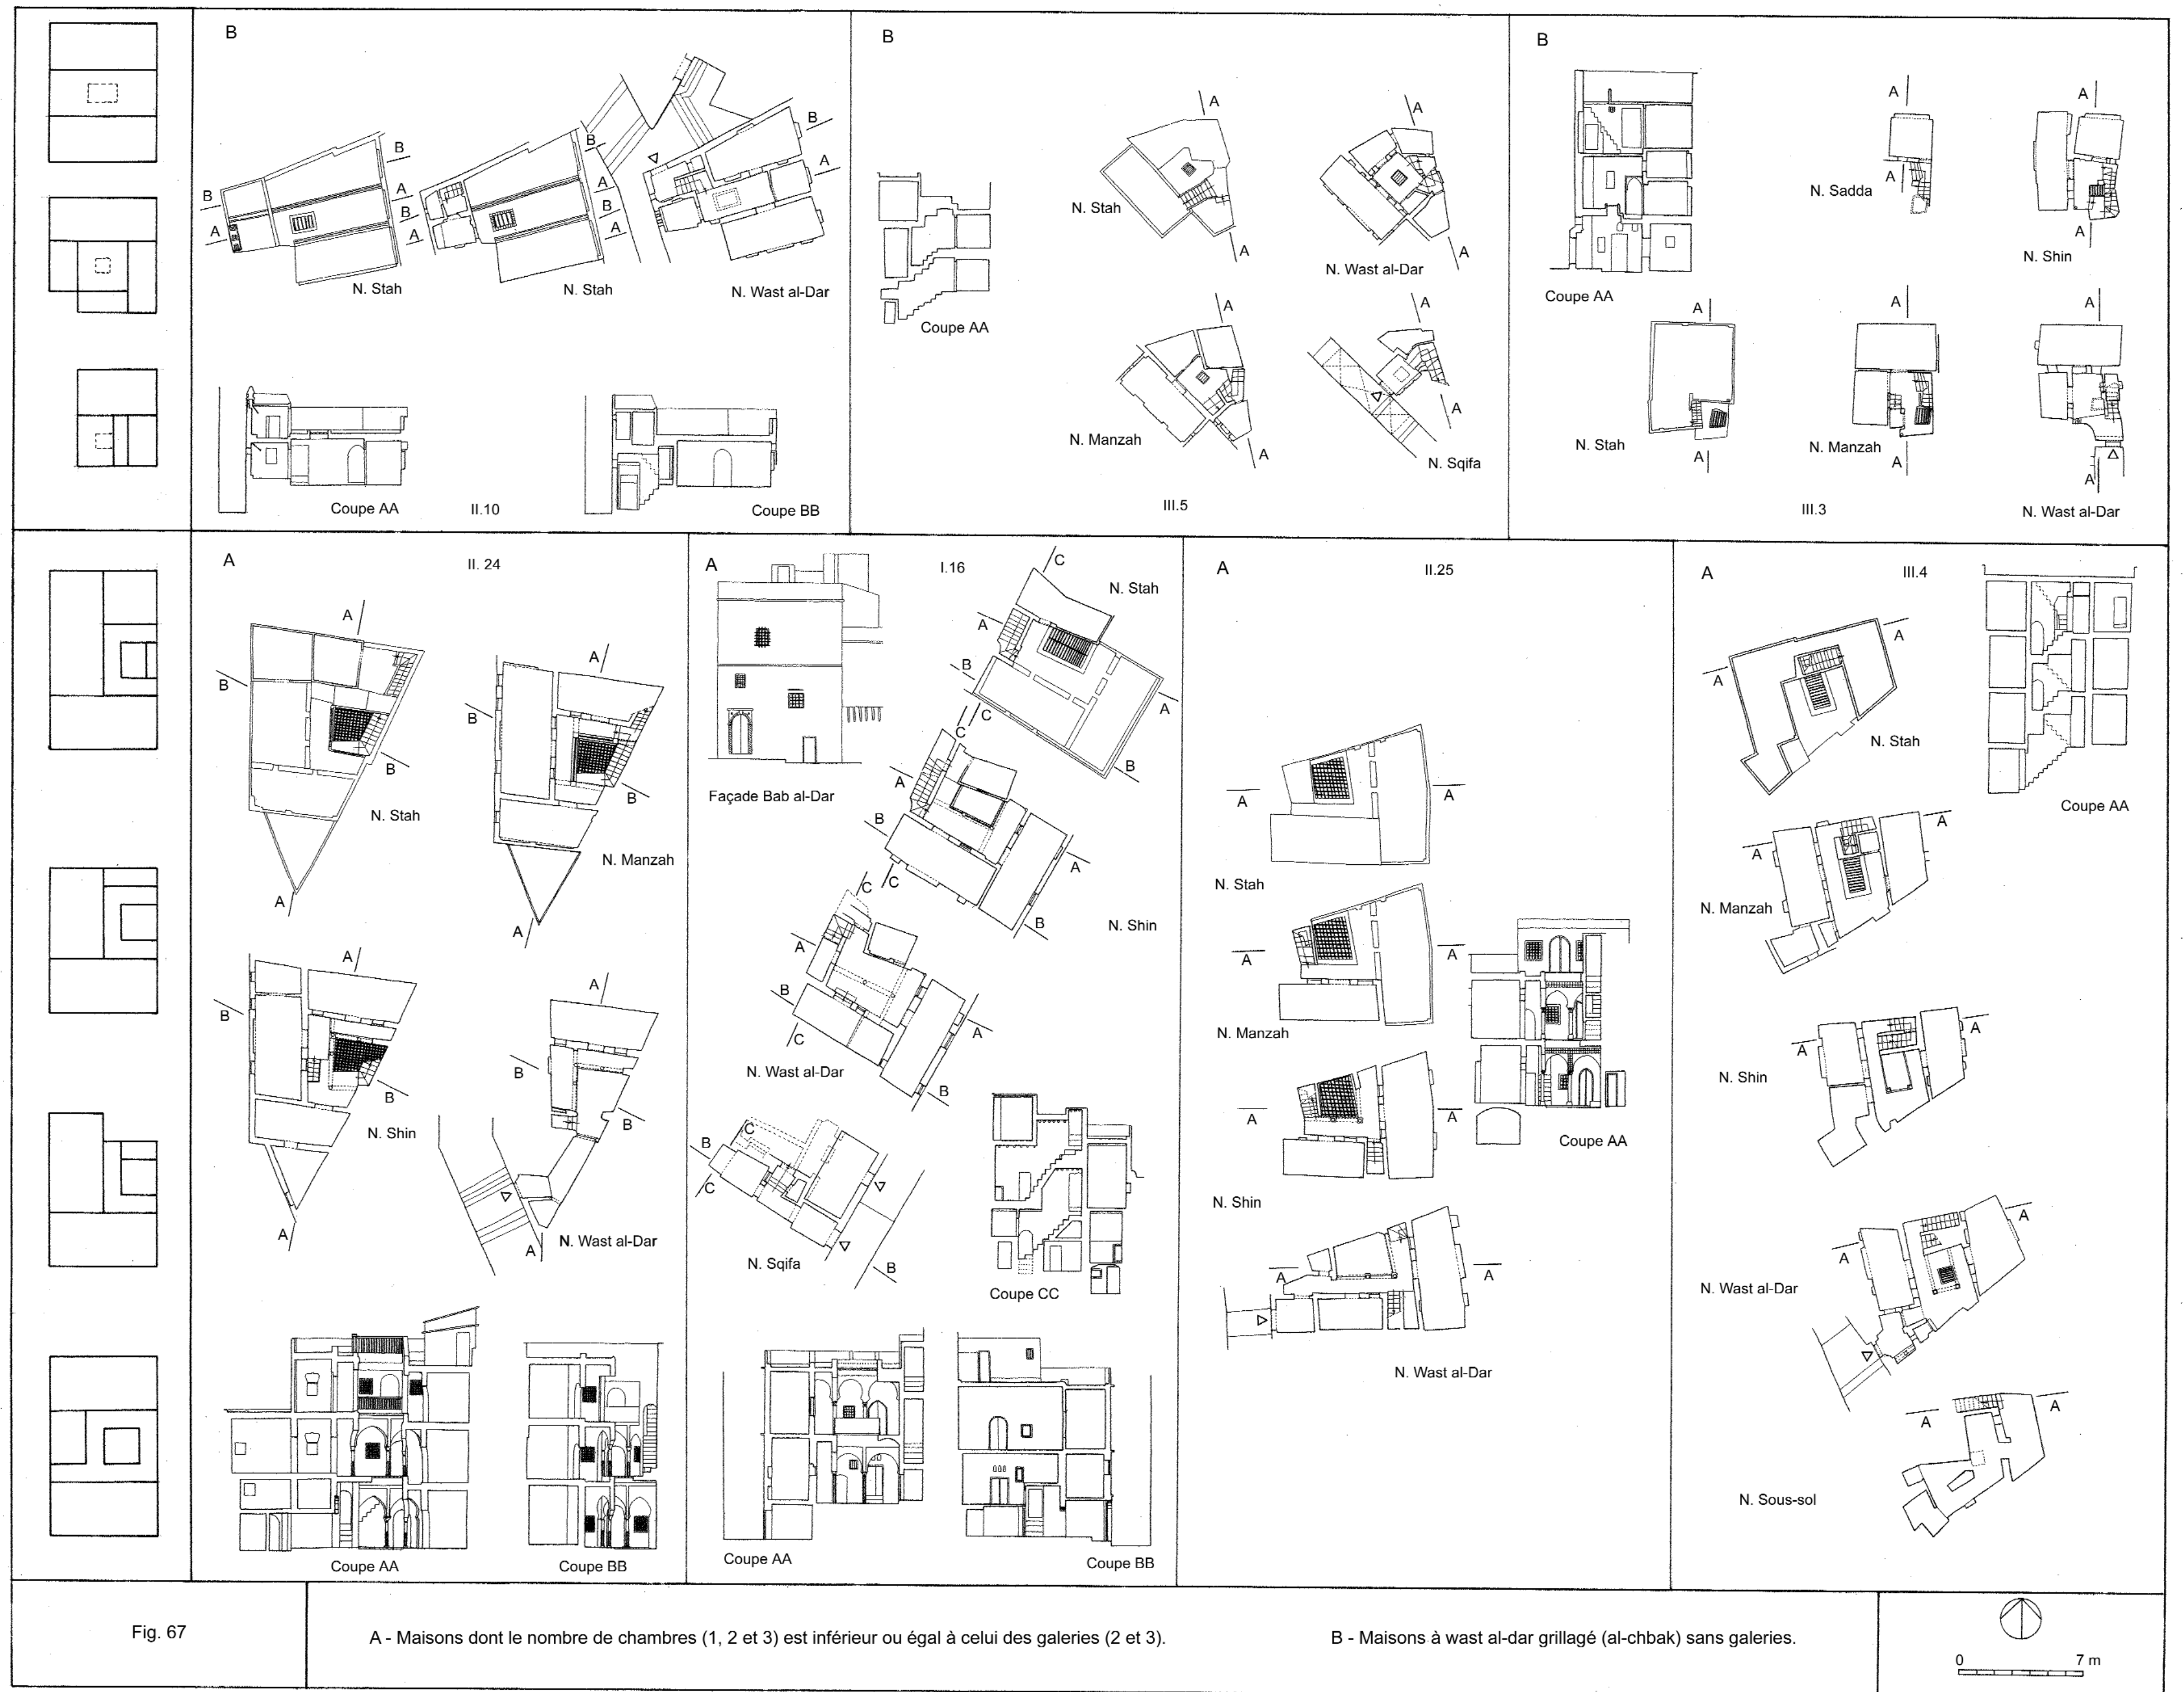 B
B
A
B
A
N. Stah
B
A
B
A
N. Stah
B
A
N. Wast al-Dar
Coupe AA
II.10
Coupe BB
B
Coupe AA
A
N. Stah
A
A
N. Wast al-Dar
A
A
N. Manzah
A
A
A
N. Sqifa
III.5
B
Coupe AA
A
N. Sadda
A
A
A
N. Shin
A
N. Stah
A
A
N. Manzah
A
A
A
N. Wast al-Dar
III.3
A
II. 24
A
B
B
N. Stah
A
A
B
B
N. Manzah
A
A
B
B
N. Shin
A
A
B
B
A
N. Wast al-Dar
Coupe AA
Coupe BB
A
I.16
Façade Bab al-Dar
C
N. Stah
A
B
C
A
B
C
A
B
C
A
B
N. Shin
C
A
B
C
A
B
N. Wast al-Dar
B
C
C
N. Sqifa
B
Coupe CC
Coupe AA
Coupe BB
A
II.25
A
A
N. Stah
A
A
N. Manzah
A
A
N. Shin
Coupe AA
A
A
N. Wast al-Dar
A
III.4
A
A
N. Stah
Coupe AA
A
A
N. Manzah
A
A
N. Shin
A
A
N. Wast al-Dar
A
A
N. Sous-sol
Fig. 67
A - Maisons dont le nombre de chambres (1, 2 et 3) est inférieur ou égal à celui des galeries (2 et 3).
B - Maisons à wast al-dar grillagé (al-chbak) sans galeries.
0 7 m